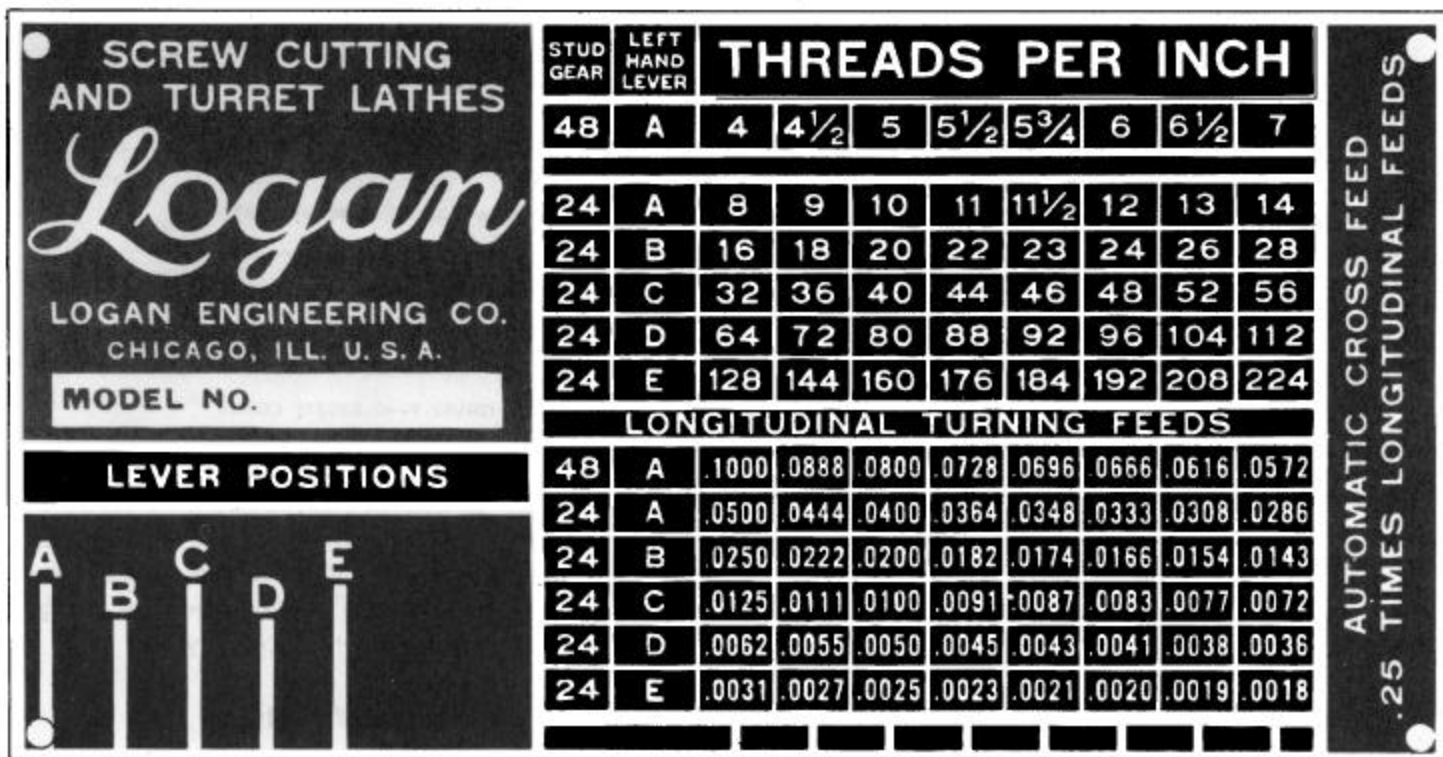 SCREW CUTTING
AND TURRET LATHES
Logan
LOGAN ENGINEERING CO.
CHICAGO, ILL. U. S. A.
MODEL NO.
LEVER POSITIONS
A B C D E
STUD GEAR LEFT HAND LEVER THREADS PER INCH
48 A 4 4½ 5 5½ 5¾ 6 6½ 7
24 A 8 9 10 11 11½ 12 13 14
24 B 16 18 20 22 23 24 26 28
24 C 32 36 40 44 46 48 52 56
24 D 64 72 80 88 92 96 104 112
24 E 128 144 160 176 184 192 208 224
LONGITUDINAL TURNING FEEDS
48 A .1000 .0888 .0800 .0728 .0696 .0666 .0616 .0572
24 A .0500 .0444 .0400 .0364 .0348 .0333 .0308 .0286
24 B .0250 .0222 .0200 .0182 .0174 .0166 .0154 .0143
24 C .0125 .0111 .0100 .0091 .0087 .0083 .0077 .0072
24 D .0062 .0055 .0050 .0045 .0043 .0041 .0038 .0036
24 E .0031 .0027 .0025 .0023 .0021 .0020 .0019 .0018
AUTOMATIC CROSS FEED
.25 TIMES LONGITUDINAL FEEDS